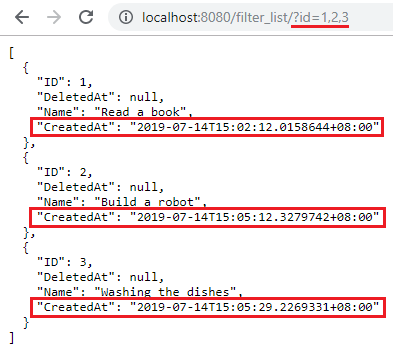 localhost:8080/filter_list/?id=1,2,3
[
  {
    "ID": 1,
    "DeletedAt": null,
    "Name": "Read a book",
    "CreatedAt": "2019-07-14T15:02:12.0158644+08:00"
  },
  {
    "ID": 2,
    "DeletedAt": null,
    "Name": "Build a robot",
    "CreatedAt": "2019-07-14T15:05:12.3279742+08:00"
  },
  {
    "ID": 3,
    "DeletedAt": null,
    "Name": "Washing the dishes",
    "CreatedAt": "2019-07-14T15:05:29.2269331+08:00"
  }
]